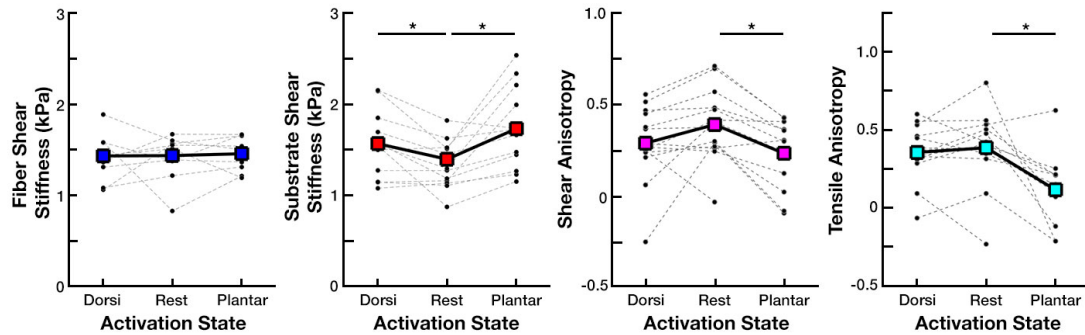 Fiber Shear
Stiffness (kPa)
3
2
1
0
Dorsi Rest Plantar
Activation State
Substrate Shear
Stiffness (kPa)
3
2
1
0
* *
Dorsi Rest Plantar
Activation State
Shear Anisotropy
1.0
0.5
0
-0.5
*
Dorsi Rest Plantar
Activation State
Tensile Anisotropy
1.0
0.5
0
-0.5
*
Dorsi Rest Plantar
Activation State